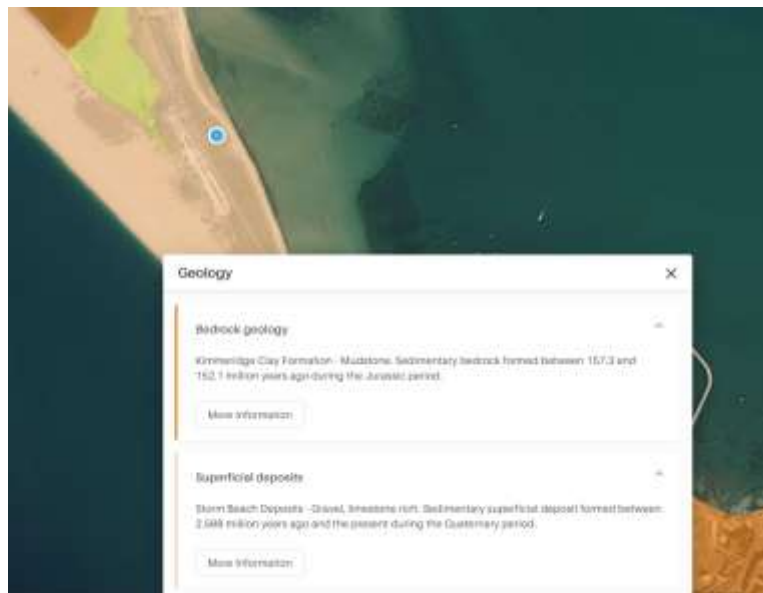 Geology
Bedrock geology
Kimmeridge Clay Formation - Mudstone. Sedimentary bedrock formed between 157.3 and
152.1 million years ago during the Jurassic period.
More Information
Superficial deposits
Storm Beach Deposits - Gravel, limestone rich. Sedimentary superficial deposit formed between
2.588 million years ago and the present during the Quaternary period.
More Information